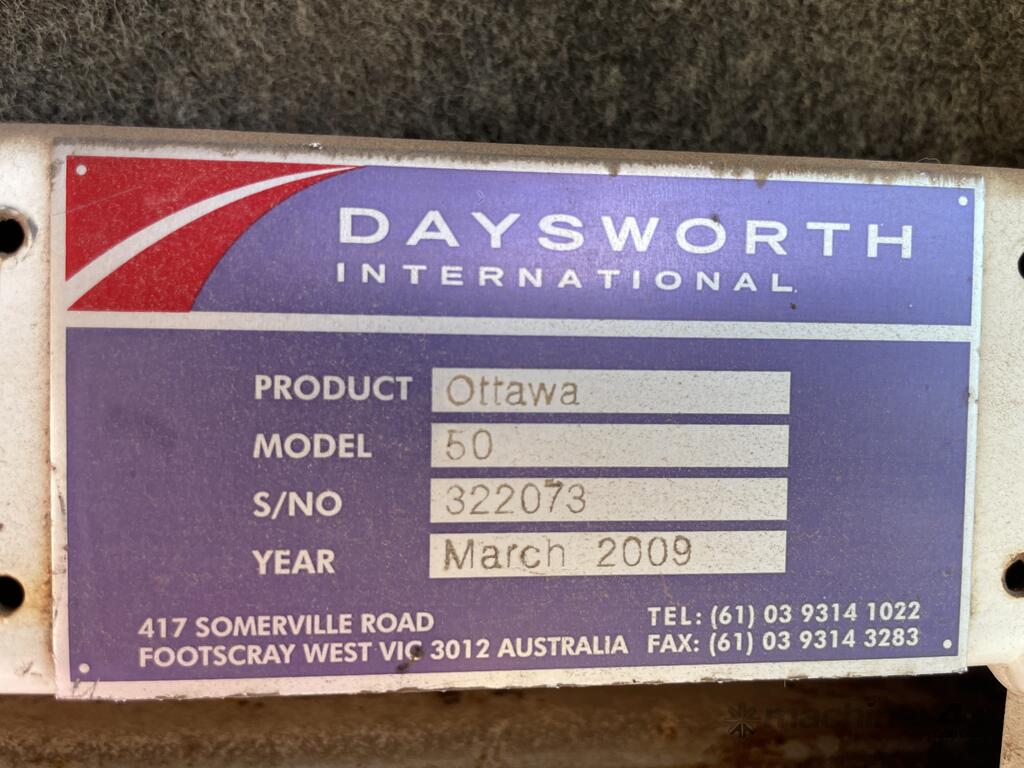 DAYSWORTH
INTERNATIONAL
PRODUCT Ottawa
MODEL 50
S/NO 322073
YEAR March 2009
417 SOMERVILLE ROAD
FOOTSCRAY WEST VIC 3012 AUSTRALIA
TEL: (61) 03 9314 1022
FAX: (61) 03 9314 3283